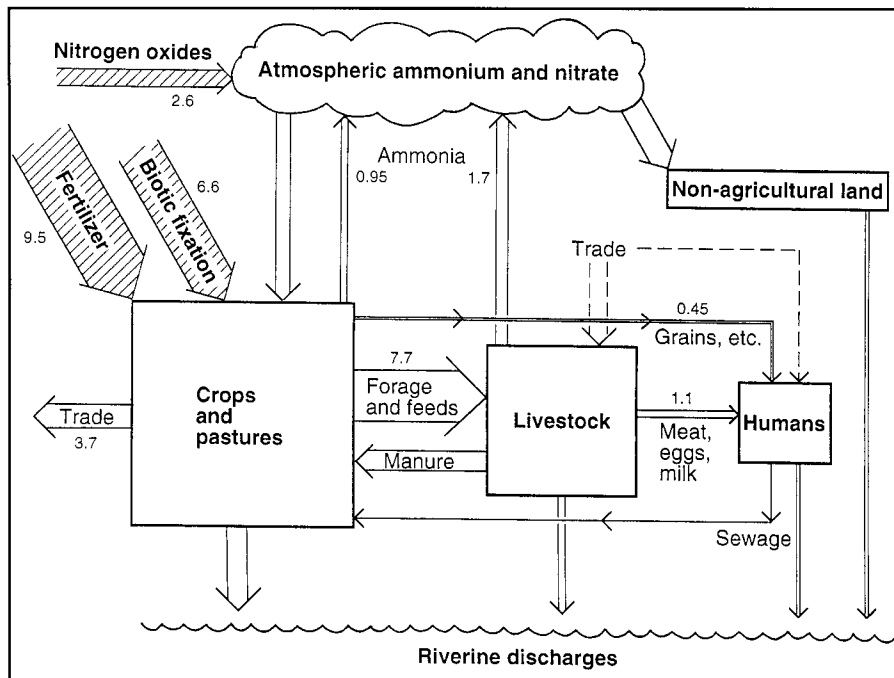 Nitrogen oxides
2.6
Atmospheric ammonium and nitrate
Fertilizer
9.5
Biotic fixation
6.6
Ammonia
0.95
1.7
Non-agricultural land
Trade
0.45
Grains, etc.
7.7
Forage
and feeds
Crops
and
pastures
Trade
3.7
Manure
Livestock
1.1
Meat,
eggs,
milk
Humans
Sewage
Riverine discharges